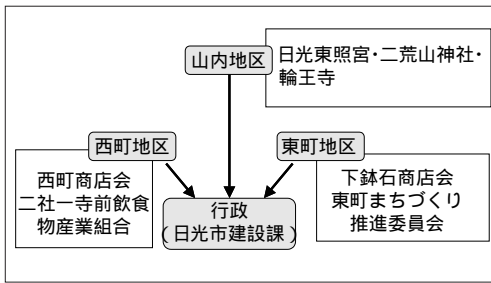 山内地区
日光東照宮・二荒山神社・
輪王寺
西町地区
西町商店会
二社一寺前飲食
物産業組合
東町地区
下鉢石商店会
東町まちづくり
推進委員会
行政
(日光市建設課)